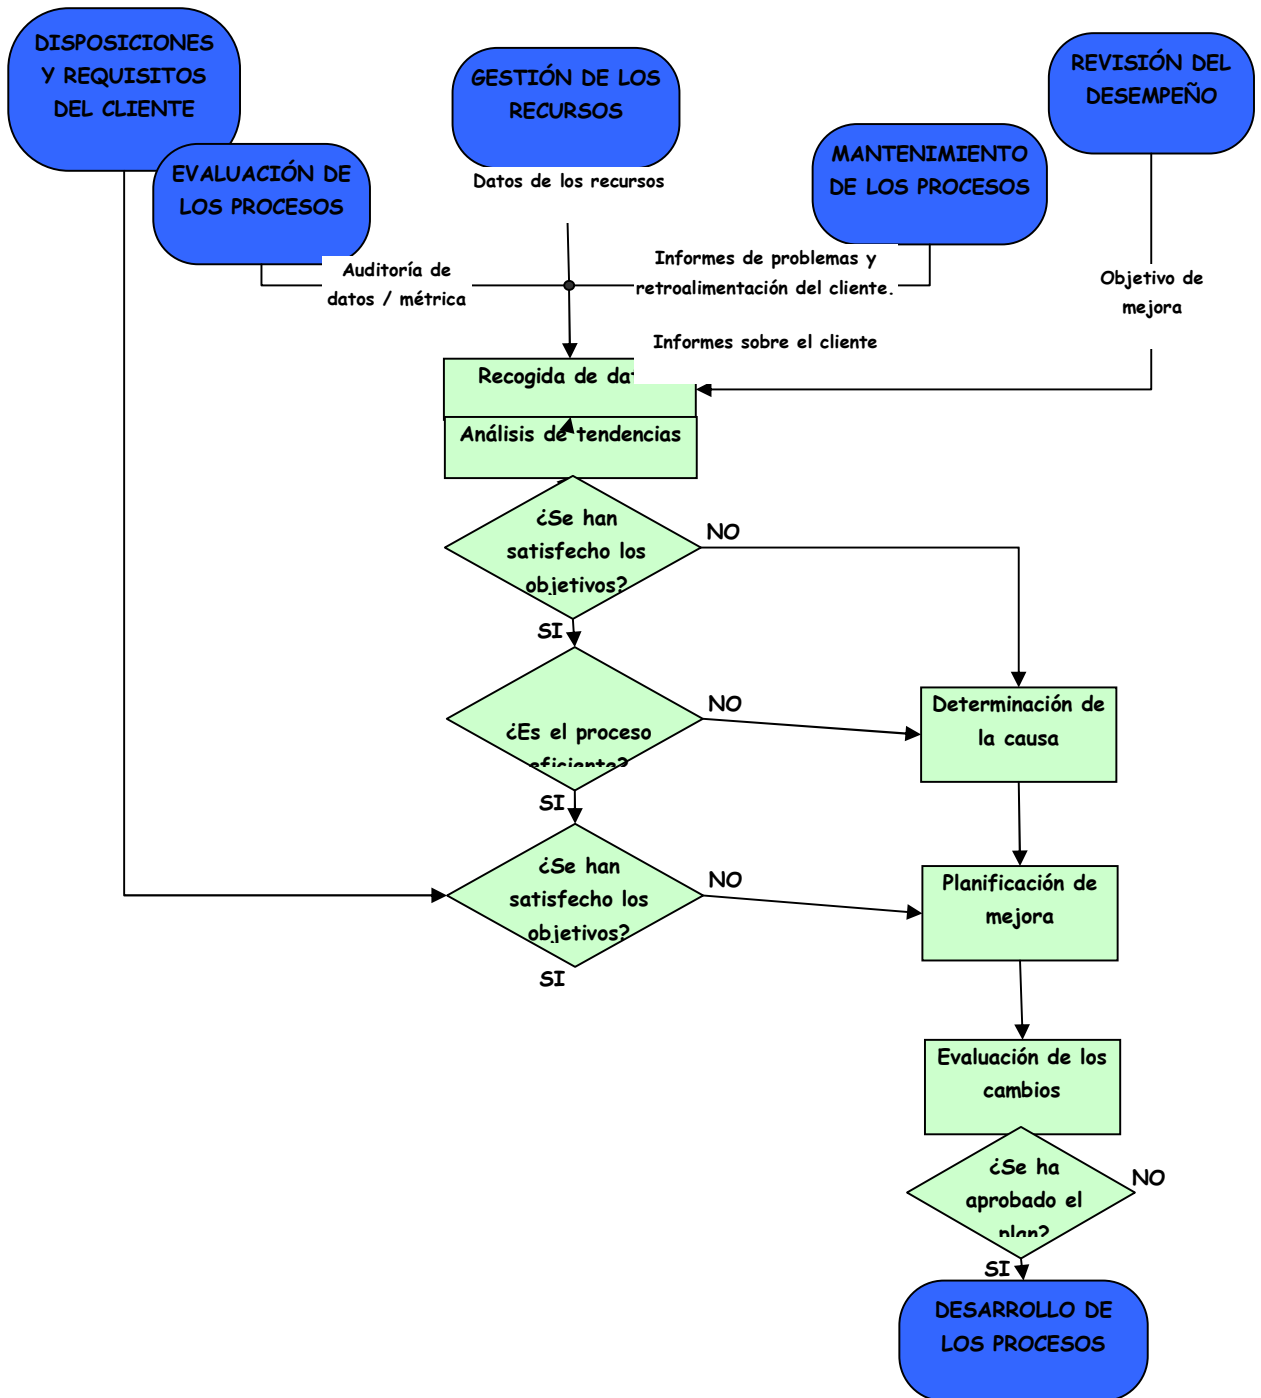 DISPOSICIONES
Y REQUISITOS
DEL CLIENTE
GESTIÓN DE LOS
RECURSOS
REVISIÓN DEL
DESEMPEÑO
EVALUACIÓN DE
LOS PROCESOS
MANTENIMIENTO
DE LOS PROCESOS
Datos de los recursos
Auditoría de
datos / métrica
Informes de problemas y
retroalimentación del cliente.
Objetivo de
mejora
Informes sobre el cliente
Recogida de
Análisis de tendencias
¿Se han
satisfecho los
objetivos?
NO
SI
¿Es el proceso
eficiente?
NO
SI
Determinación de
la causa
¿Se han
satisfecho los
objetivos?
NO
SI
Planificación de
mejora
Evaluación de los
cambios
¿Se ha
aprobado el
plan?
NO
SI
DESARROLLO DE
LOS PROCESOS